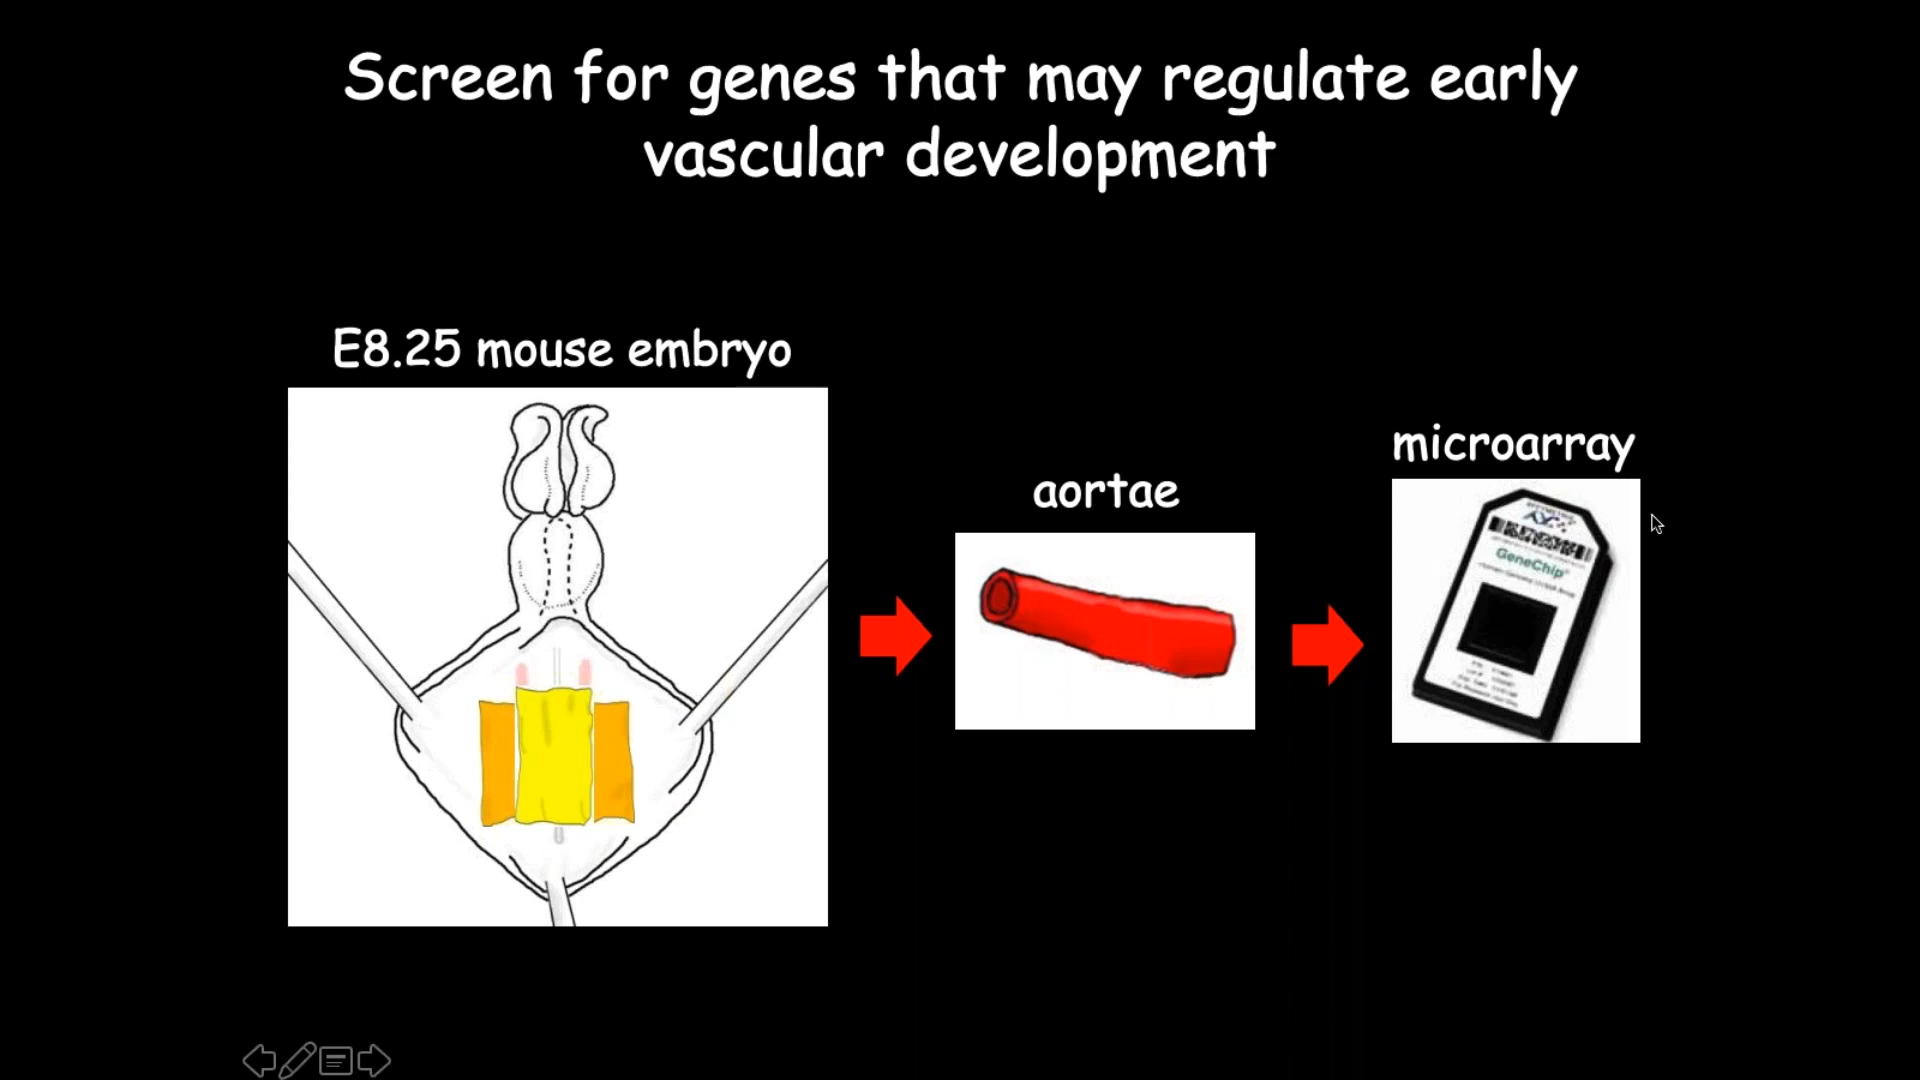 Screen for genes that may regulate early
vascular development
E8.25 mouse embryo
aortae
microarray
GeneChip®